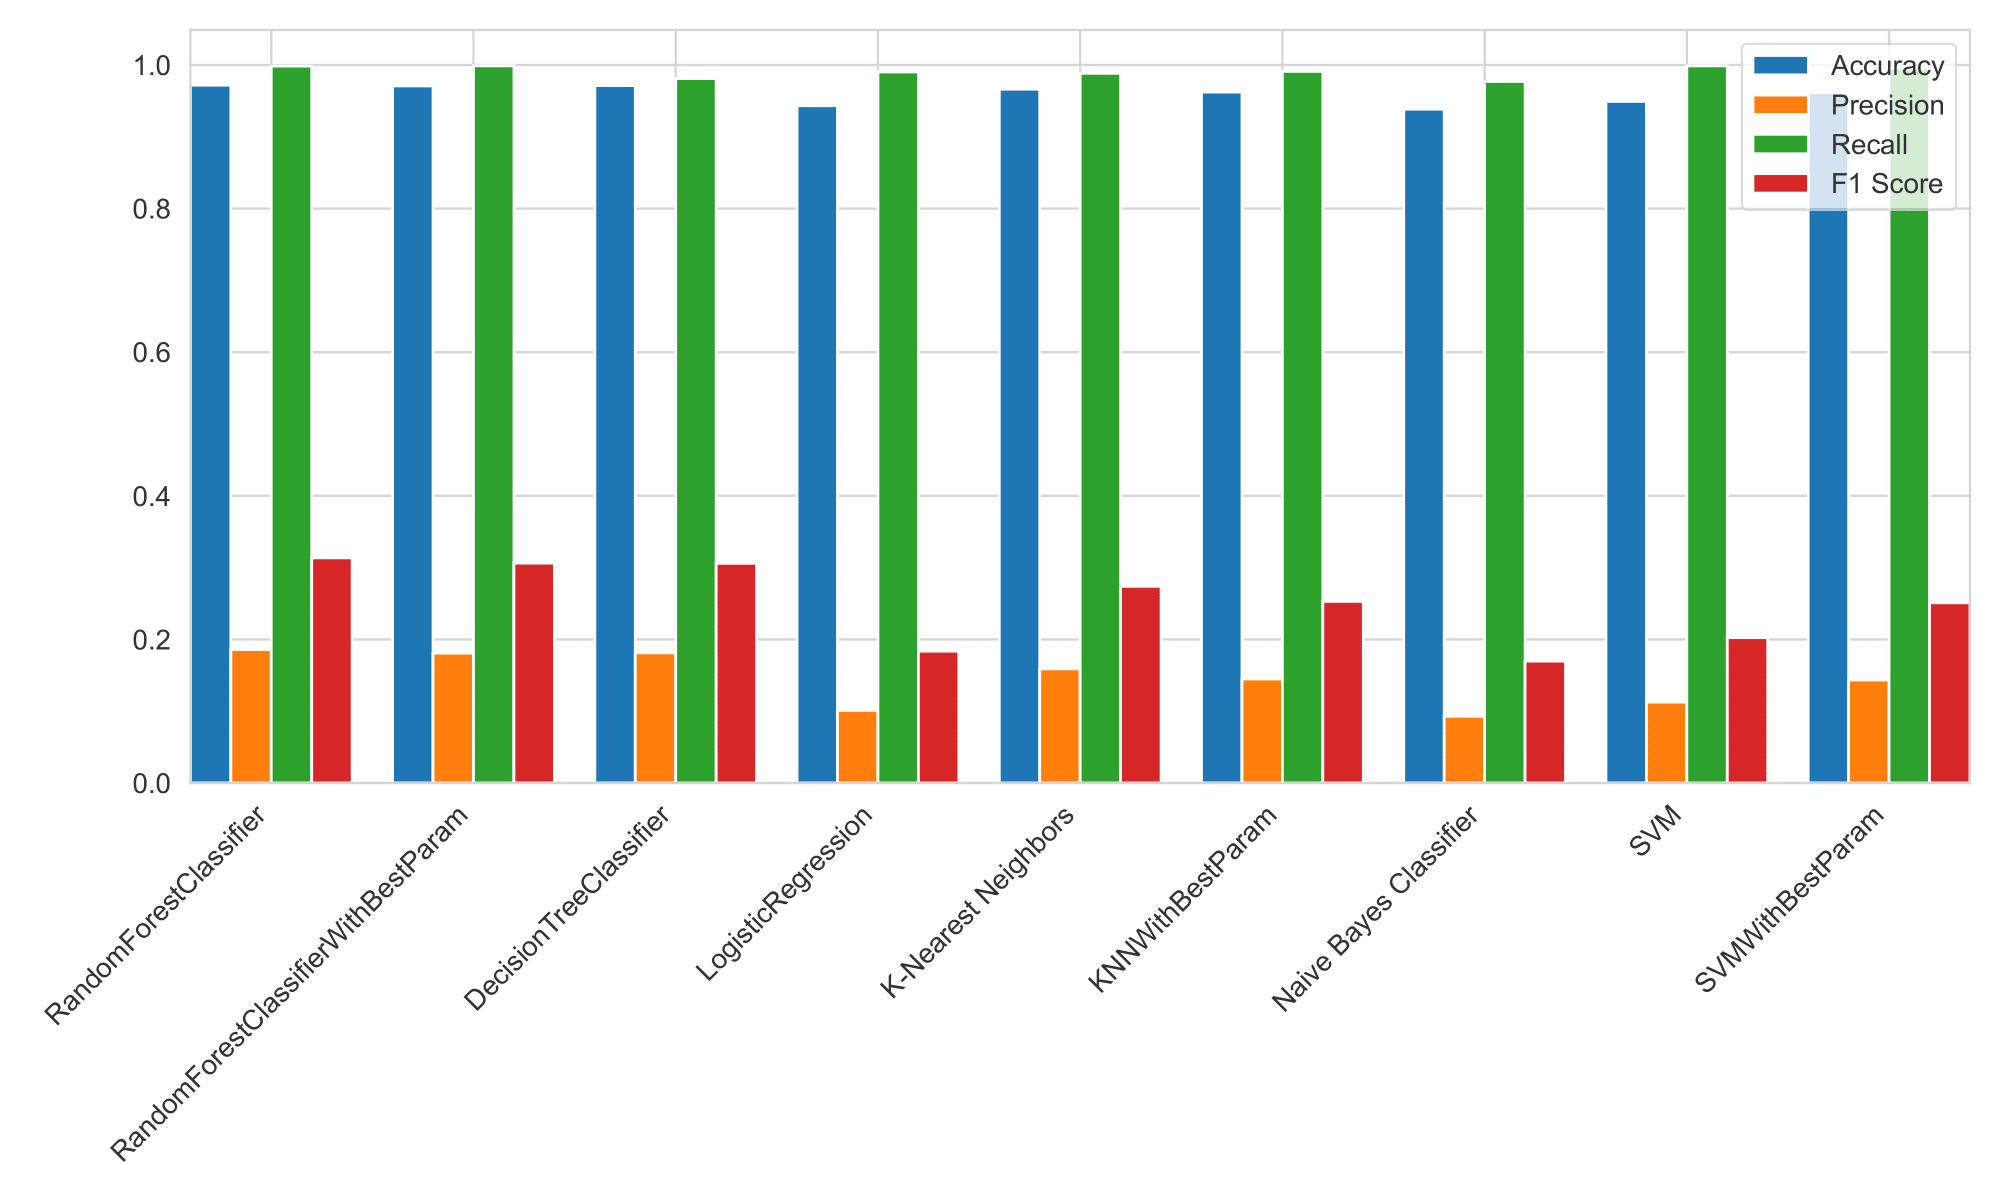 1.0
0.8
0.6
0.4
0.2
0.0
Accuracy
Precision
Recall
F1 Score
RandomForestClassifier
RandomForestClassifierWithBestParam
DecisionTreeClassifier
LogisticRegression
K-Nearest Neighbors
KNNWithBestParam
Naive Bayes Classifier
SVM
SVMWithBestParam